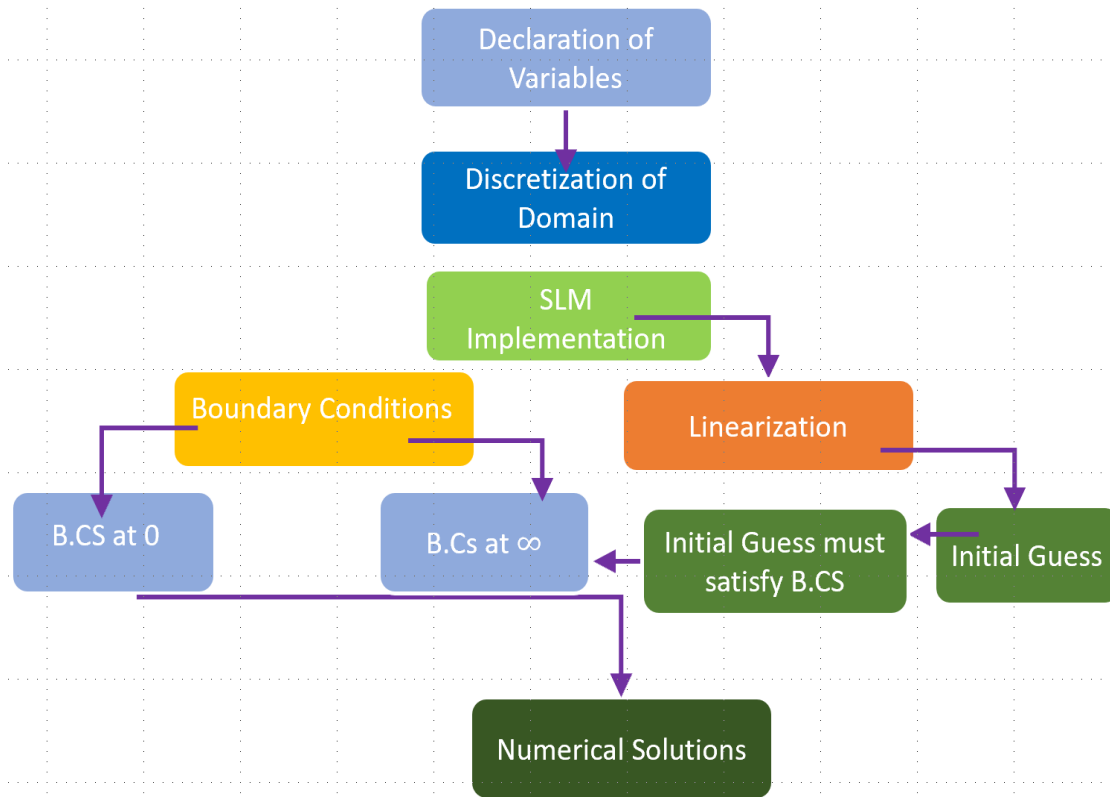 Declaration of
Variables
Discretization of
Domain
SLM
Implementation
Boundary Conditions
Linearization
B.CS at 0
B.Cs at ∞
Initial Guess must
satisfy B.CS
Initial Guess
Numerical Solutions